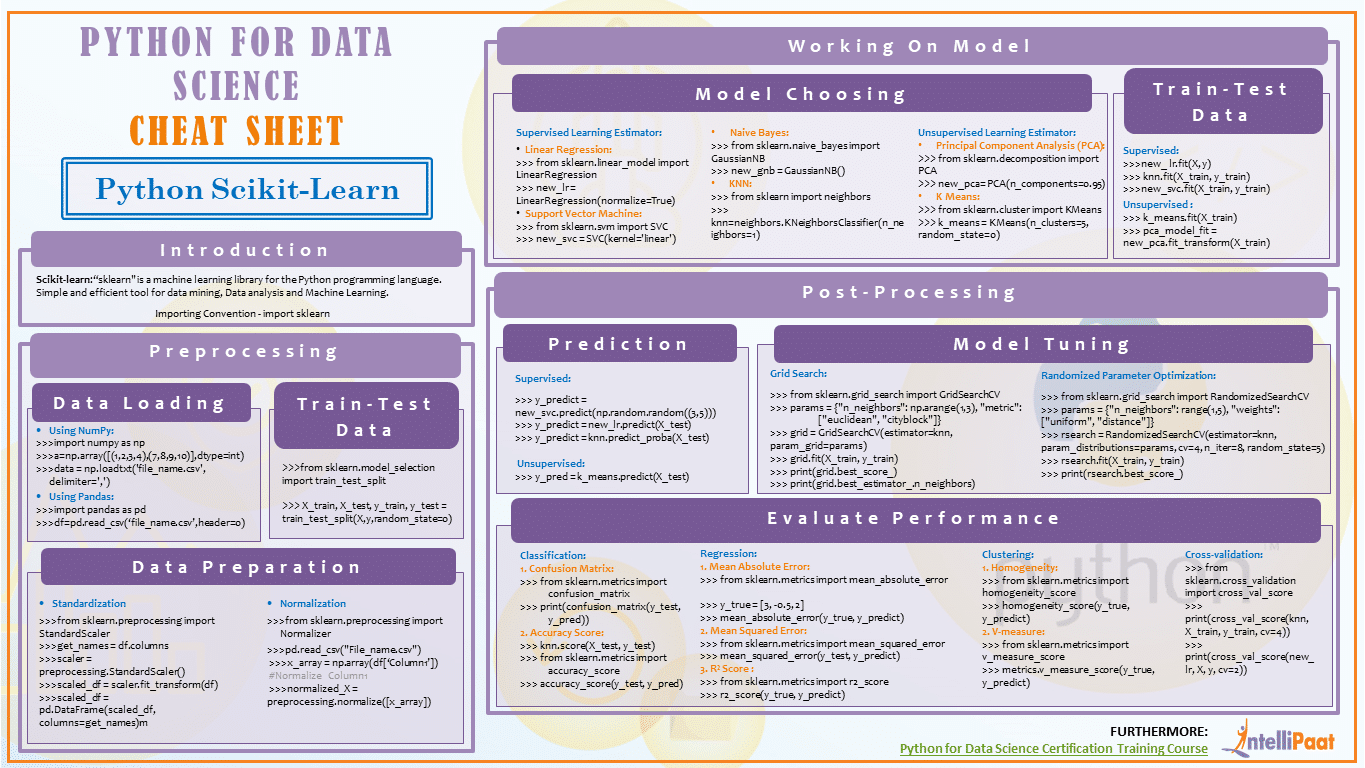 PYTHON FOR DATA
SCIENCE
CHEAT SHEET
Python Scikit-Learn
Introduction
Scikit-learn:“sklearn" is a machine learning library for the Python programming language.
Simple and efficient tool for data mining, Data analysis and Machine Learning.
Importing Convention - import sklearn
Preprocessing
Data Loading
• Using NumPy:
>>>import numpy as np
>>>a=np.array([(1,2,3,4),(7,8,9,10)],dtype=int)
>>>data = np.loadtxt('file_name.csv',
delimiter=',')
• Using Pandas:
>>>import pandas as pd
>>>df=pd.read_csv('file_name.csv',header=0)
Train-Test
Data
>>>from sklearn.model_selection
import train_test_split
>>> X_train, X_test, y_train, y_test =
train_test_split(X,y,random_state=0)
Data Preparation
• Standardization
>>>from sklearn.preprocessing import
StandardScaler
>>>get_names = df.columns
>>>scaler =
preprocessing.StandardScaler()
>>>scaled_df = scaler.fit_transform(df)
>>>scaled_df =
pd.DataFrame(scaled_df,
columns=get_names)m
• Normalization
>>>from sklearn.preprocessing import
Normalizer
>>>pd.read_csv("File_name.csv")
>>>x_array = np.array(df['Column1'])
#Normalize Column1
>>>normalized_X =
preprocessing.normalize([x_array])
Working On Model
Model Choosing
Supervised Learning Estimator:
• Linear Regression:
>>> from sklearn.linear_model import
LinearRegression
>>> new_lr =
LinearRegression(normalize=True)
• Support Vector Machine:
>>> from sklearn.svm import SVC
>>> new_svc = SVC(kernel='linear')
• Naive Bayes:
>>> from sklearn.naive_bayes import
GaussianNB
>>> new_gnb = GaussianNB()
• KNN:
>>> from sklearn import neighbors
>>>
knn=neighbors.KNeighborsClassifier(n_ne
ighbors=1)
Unsupervised Learning Estimator:
• Principal Component Analysis (PCA):
>>> from sklearn.decomposition import
PCA
>>> new_pca= PCA(n_components=0.95)
• K Means:
>>> from sklearn.cluster import KMeans
>>> k_means = KMeans(n_clusters=5,
random_state=0)
Train-Test
Data
Supervised:
>>>new_ lr.fit(X, y)
>>> knn.fit(X_train, y_train)
>>>new_svc.fit(X_train, y_train)
Unsupervised :
>>> k_means.fit(X_train)
>>> pca_model_fit =
new_pca.fit_transform(X_train)
Post-Processing
Prediction
Supervised:
>>> y_predict =
new_svc.predict(np.random.random((3,5)))
>>> y_predict = new_lr.predict(X_test)
>>> y_predict = knn.predict_proba(X_test)
Unsupervised:
>>> y_pred = k_means.predict(X_test)
Model Tuning
Grid Search:
>>> from sklearn.grid_search import GridSearchCV
>>> params = {"n_neighbors": np.arange(1,3), "metric":
["euclidean", "cityblock"]}
>>> grid = GridSearchCV(estimator=knn,
param_grid=params)
>>> grid.fit(X_train, y_train)
>>> print(grid.best_score_)
>>> print(grid.best_estimator_.n_neighbors)
Randomized Parameter Optimization:
>>> from sklearn.grid_search import RandomizedSearchCV
>>> params = {"n_neighbors": range(1,5), "weights":
["uniform", "distance"]}
>>> rsearch = RandomizedSearchCV(estimator=knn,
param_distributions=params, cv=4, n_iter=8, random_state=5)
>>> rsearch.fit(X_train, y_train)
>>> print(rsearch.best_score_)
Evaluate Performance
Classification:
1. Confusion Matrix:
>>> from sklearn.metrics import
confusion_matrix
>>> print(confusion_matrix(y_test,
y_pred))
2. Accuracy Score:
>>> knn.score(X_test, y_test)
>>> from sklearn.metrics import
accuracy_score
>>> accuracy_score(y_test, y_pred)
Regression:
1. Mean Absolute Error:
>>> from sklearn.metrics import mean_absolute_error
>>> y_true = [3, -0.5, 2]
>>> mean_absolute_error(y_true, y_predict)
2. Mean Squared Error:
>>> from sklearn.metrics import mean_squared_error
>>> mean_squared_error(y_test, y_predict)
3. R² Score :
>>> from sklearn.metrics import r2_score
>>> r2_score(y_true, y_predict)
Clustering:
1. Homogeneity:
>>> from sklearn.metrics import
homogeneity_score
>>> homogeneity_score(y_true,
y_predict)
2. V-measure:
>>> from sklearn.metrics import
v_measure_score
>>> metrics.v_measure_score(y_true,
y_predict)
Cross-validation:
>>> from
sklearn.cross_validation
import cross_val_score
>>>
print(cross_val_score(knn,
X_train, y_train, cv=4))
>>>
print(cross_val_score(new_
lr, X, y, cv=2))
python™
FURTHERMORE:
Python for Data Science Certification Training Course
IntelliPaat